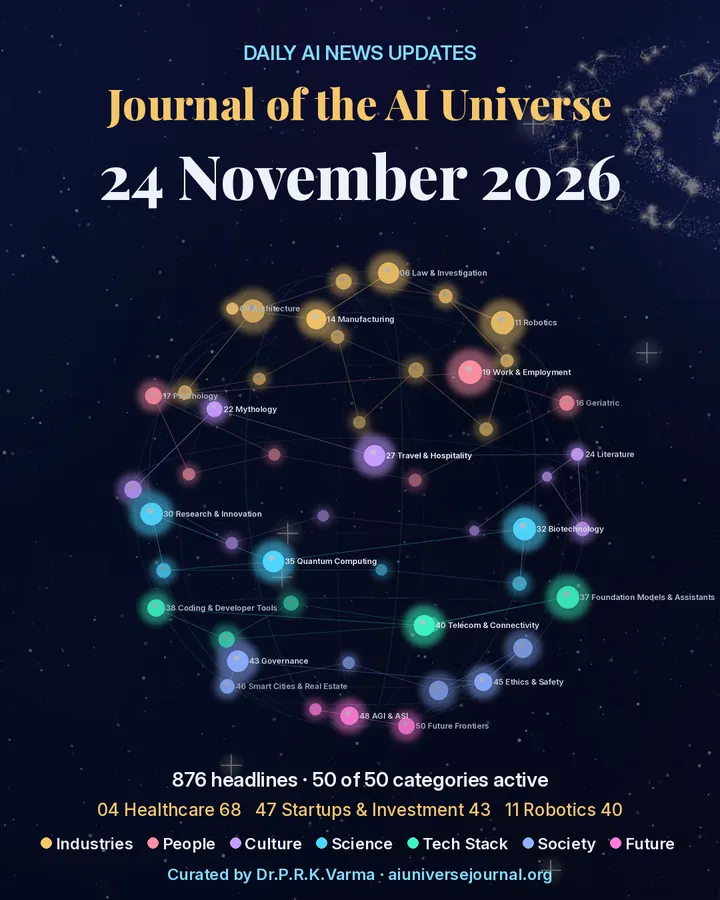 DAILY AI NEWS UPDATES
Journal of the AI Universe
24 November 2026
06 Law & Investigation
Architecture
14 Manufacturing
11 Robotics
19 Work & Employment
17 Psychology
16 Geriatric
22 Mythology
27 Travel & Hospitality
24 Literature
30 Research & Innovation
32 Biotechnology
35 Quantum Computing
37 Foundation Models & Assistants
38 Coding & Developer Tools
40 Telecom & Connectivity
43 Governance
45 Ethics & Safety
46 Smart Cities & Real Estate
48 AGI & ASI
50 Future Frontiers
876 headlines · 50 of 50 categories active
04 Healthcare 68 47 Startups & Investment 43 11 Robotics 40
Industries People Culture Science Tech Stack Society Future
Curated by Dr.P.R.K.Varma · aiuniversejournal.org